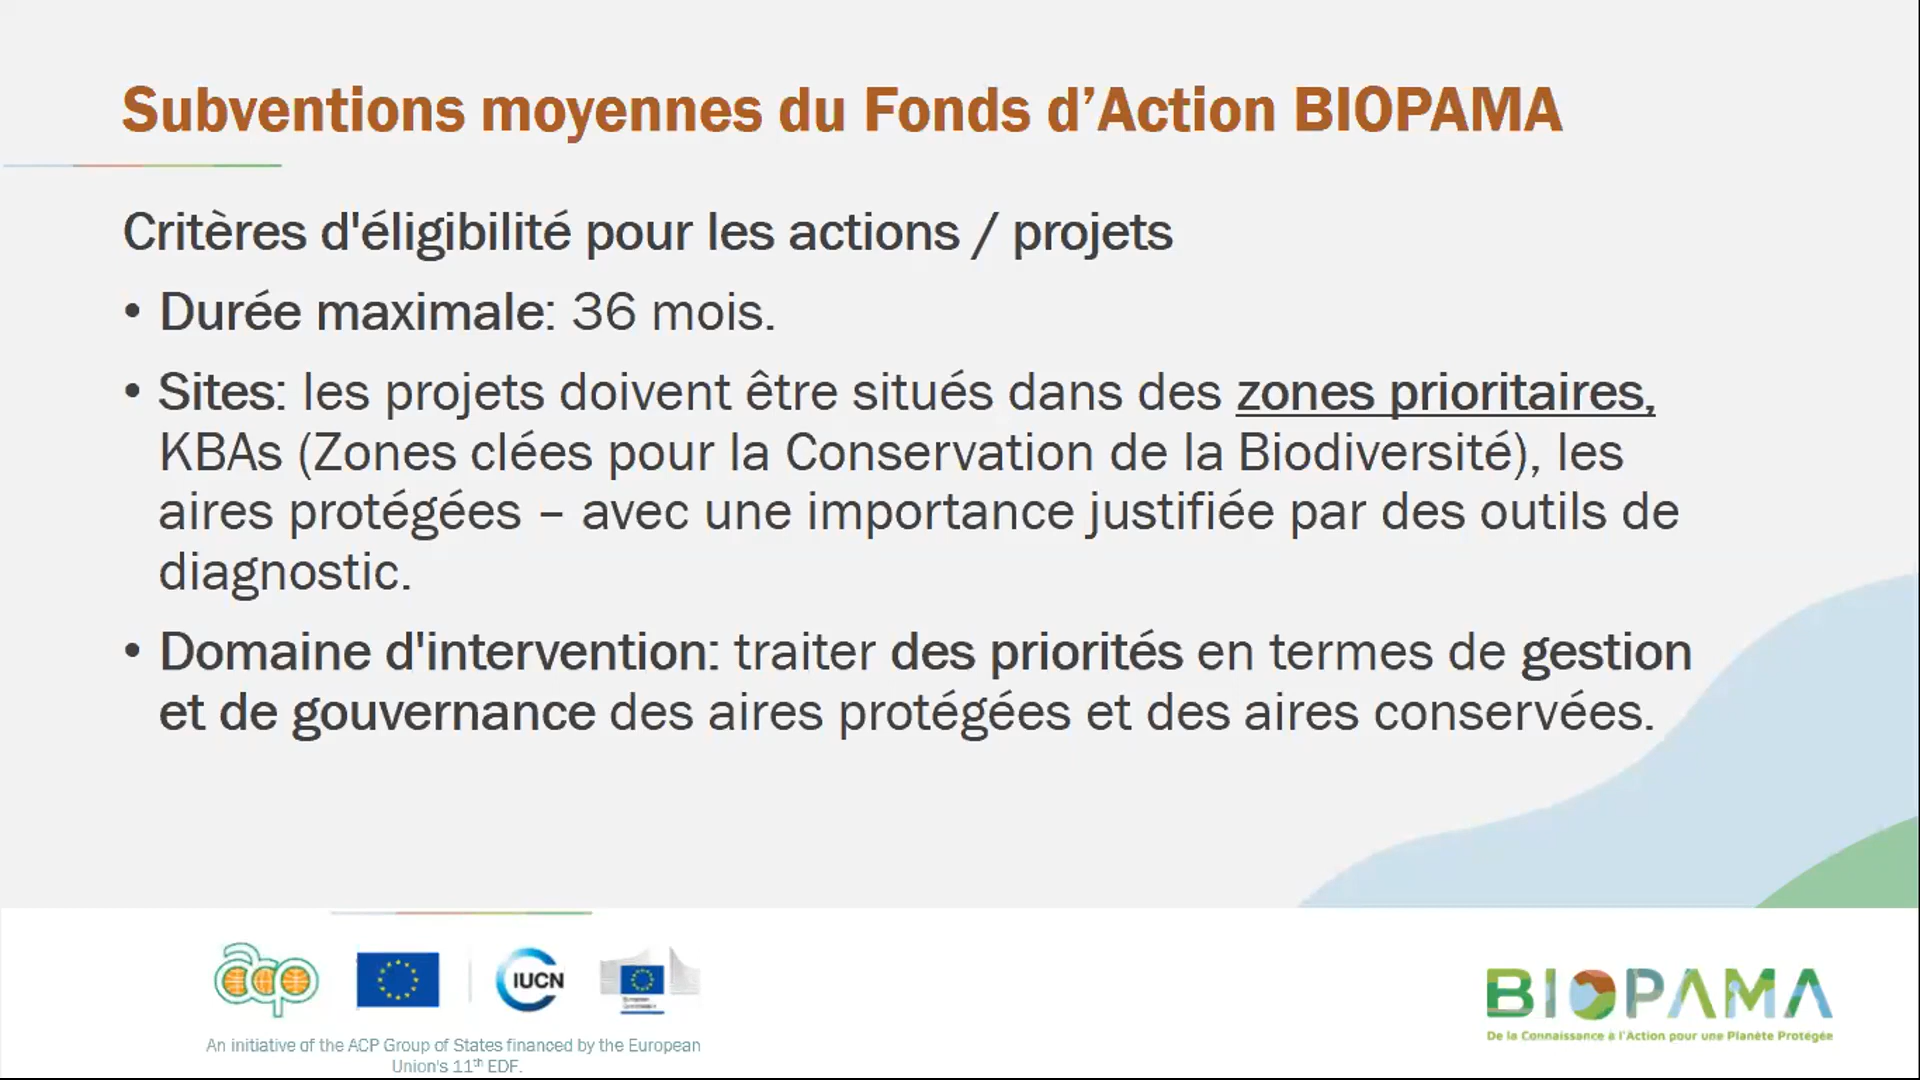 Subventions moyennes du Fonds d’Action BIOPAMA
Critères d'éligibilité pour les actions / projets
• Durée maximale: 36 mois.
• Sites: les projets doivent être situés dans des zones prioritaires,
KBAs (Zones clées pour la Conservation de la Biodiversité), les
aires protégées – avec une importance justifiée par des outils de
diagnostic.
• Domaine d'intervention: traiter des priorités en termes de gestion
et de gouvernance des aires protégées et des aires conservées.
acp
IUCN
European
Commission
An initiative of the ACP Group of States financed by the European
Union's 11th EDF.
BIOPAMA
De la Connaissance à l'Action pour une Planète Protégée